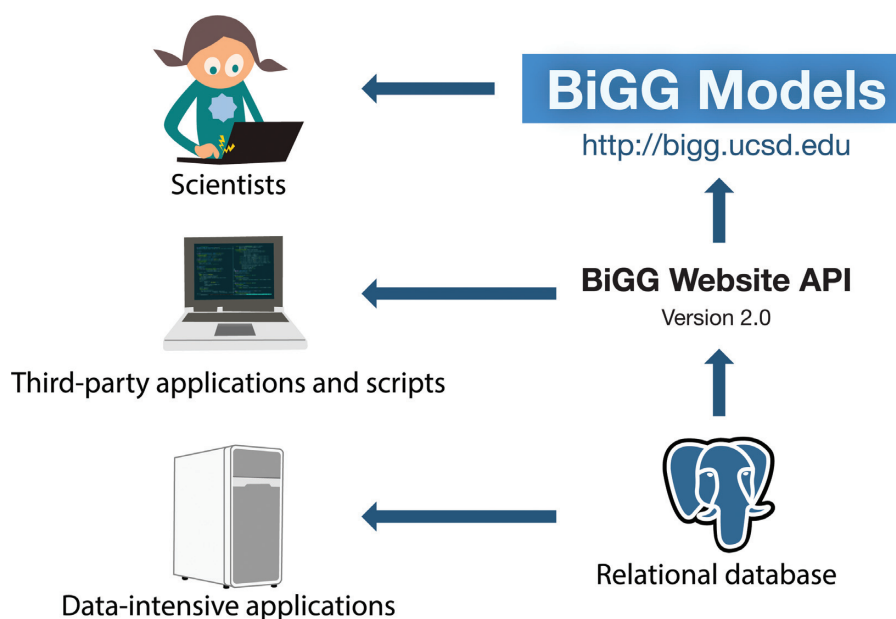 BiGG Models
http://bigg.ucsd.edu
Scientists
BiGG Website API
Version 2.0
Third-party applications and scripts
Relational database
Data-intensive applications